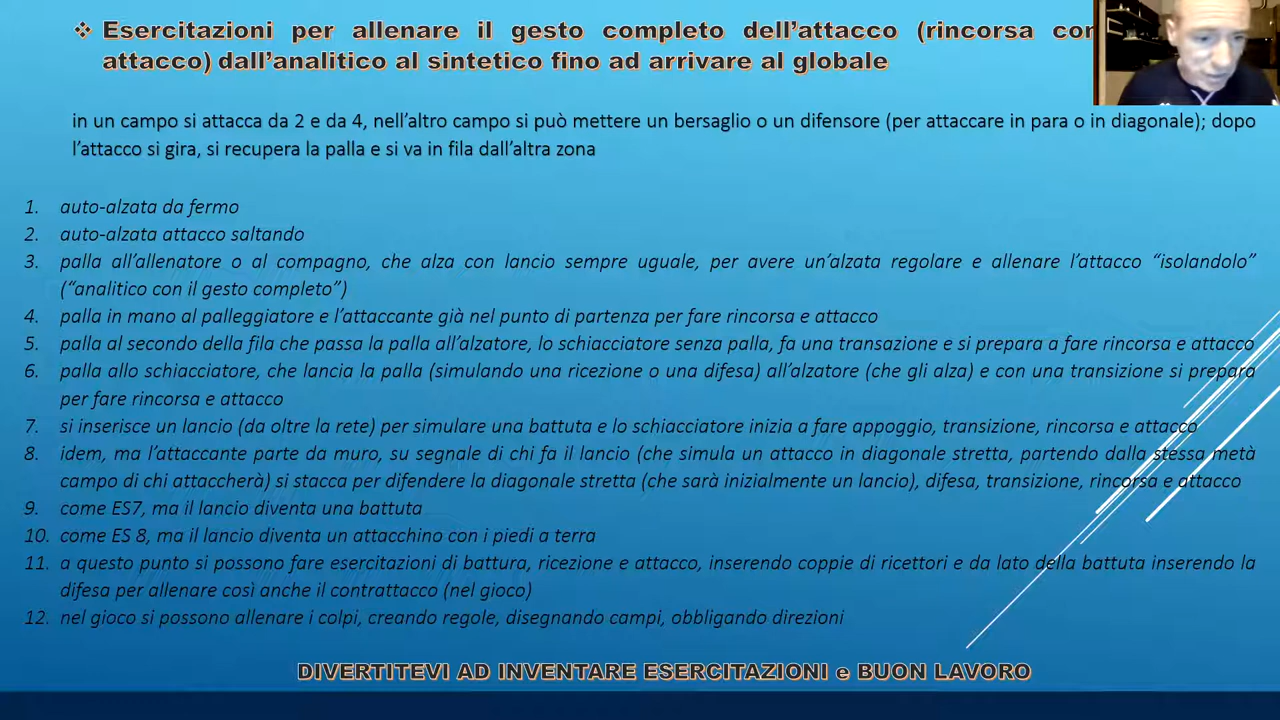 ❖ Esercitazioni per allenare il gesto completo dell'attacco (rincorsa con
attacco) dall'analitico al sintetico fino ad arrivare al globale
in un campo si attacca da 2 e da 4, nell'altro campo si può mettere un bersaglio o un difensore (per attaccare in para o in diagonale); dopo
l'attacco si gira, si recupera la palla e si va in fila dall'altra zona
1. auto-alzata da fermo
2. auto-alzata attacco saltando
3. palla all'allenatore o al compagno, che alza con lancio sempre uguale, per avere un'alzata regolare e allenare l'attacco "isolandolo"
("analitico con il gesto completo")
4. palla in mano al palleggiatore e l'attaccante già nel punto di partenza per fare rincorsa e attacco
5. palla al secondo della fila che passa la palla all'alzatore, lo schiacciatore senza palla, fa una transazione e si prepara a fare rincorsa e attacco
6. palla allo schiacciatore, che lancia la palla (simulando una ricezione o una difesa) all'alzatore (che gli alza) e con una transizione si prepara
per fare rincorsa e attacco
7. si inserisce un lancio (da oltre la rete) per simulare una battuta e lo schiacciatore inizia a fare appoggio, transizione, rincorsa e attacco
8. idem, ma l'attaccante parte da muro, su segnale di chi fa il lancio (che simula un attacco in diagonale stretta, partendo dalla stessa metà
campo di chi attaccherà) si stacca per difendere la diagonale stretta (che sarà inizialmente un lancio), difesa, transizione, rincorsa e attacco
9. come ES7, ma il lancio diventa una battuta
10. come ES 8, ma il lancio diventa un attacchino con i piedi a terra
11. a questo punto si possono fare esercitazioni di battura, ricezione e attacco, inserendo coppie di ricettori e da lato della battuta inserendo la
difesa per allenare così anche il contrattacco (nel gioco)
12. nel gioco si possono allenare i colpi, creando regole, disegnando campi, obbligando direzioni
DIVERTITEVI AD INVENTARE ESERCITAZIONI e BUON LAVORO